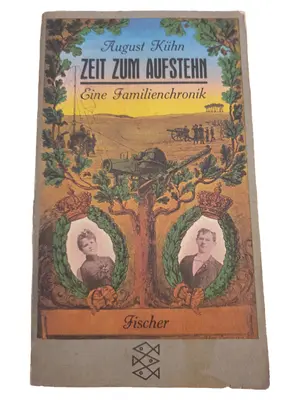 August Kühn
ZEIT ZUM AUFSTEHN
Eine Familienchronik
Fischer